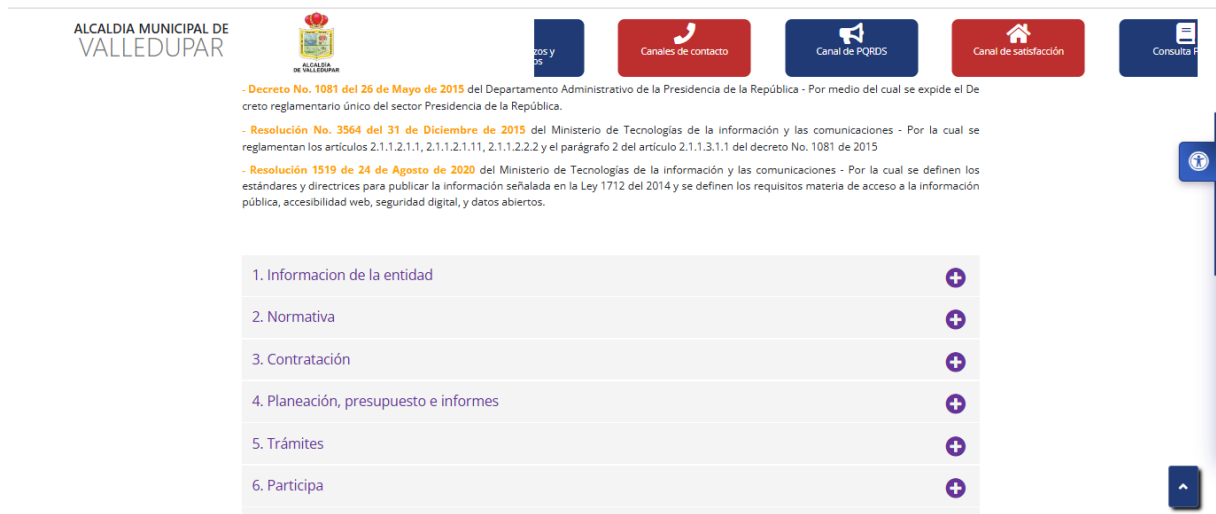 ALCALDIA MUNICIPAL DE
VALLEDUPAR
ALCALDÍA
DE VALLEDUPAR
zos y
os
Canales de contacto
Canal de PQRDS
Canal de satisfacción
Consulta P
- Decreto No. 1081 del 26 de Mayo de 2015 del Departamento Administrativo de la Presidencia de la República - Por medio del cual se expide el De
creto reglamentario único del sector Presidencia de la República.
- Resolución No. 3564 del 31 de Diciembre de 2015 del Ministerio de Tecnologías de la información y las comunicaciones - Por la cual se
reglamentan los artículos 2.1.1.2.1.1, 2.1.1.2.1.11, 2.1.1.2.2.2 y el parágrafo 2 del artículo 2.1.1.3.1.1 del decreto No. 1081 de 2015
- Resolución 1519 de 24 de Agosto de 2020 del Ministerio de Tecnologías de la información y las comunicaciones - Por la cual se definen los
estándares y directrices para publicar la información señalada en la Ley 1712 del 2014 y se definen los requisitos materia de acceso a la información
pública, accesibilidad web, seguridad digital, y datos abiertos.
1. Informacion de la entidad
2. Normativa
3. Contratación
4. Planeación, presupuesto e informes
5. Trámites
6. Participa